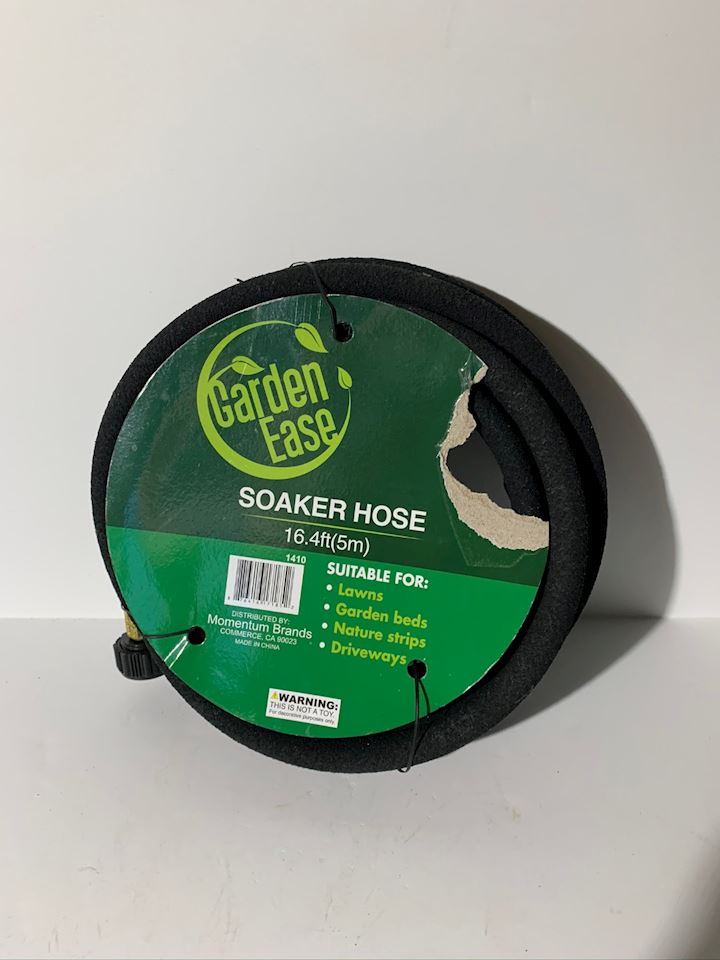 Garden
Ease
SOAKER HOSE
16.4ft(5m)
1410
DISTRIBUTED BY:
Momentum Brands
COMMERCE, CA 90023
MADE IN CHINA
SUITABLE FOR:
• Lawns
• Garden beds
• Nature strips
• Driveways
WARNING:
THIS IS NOT A TOY.
For decorative purposes only.